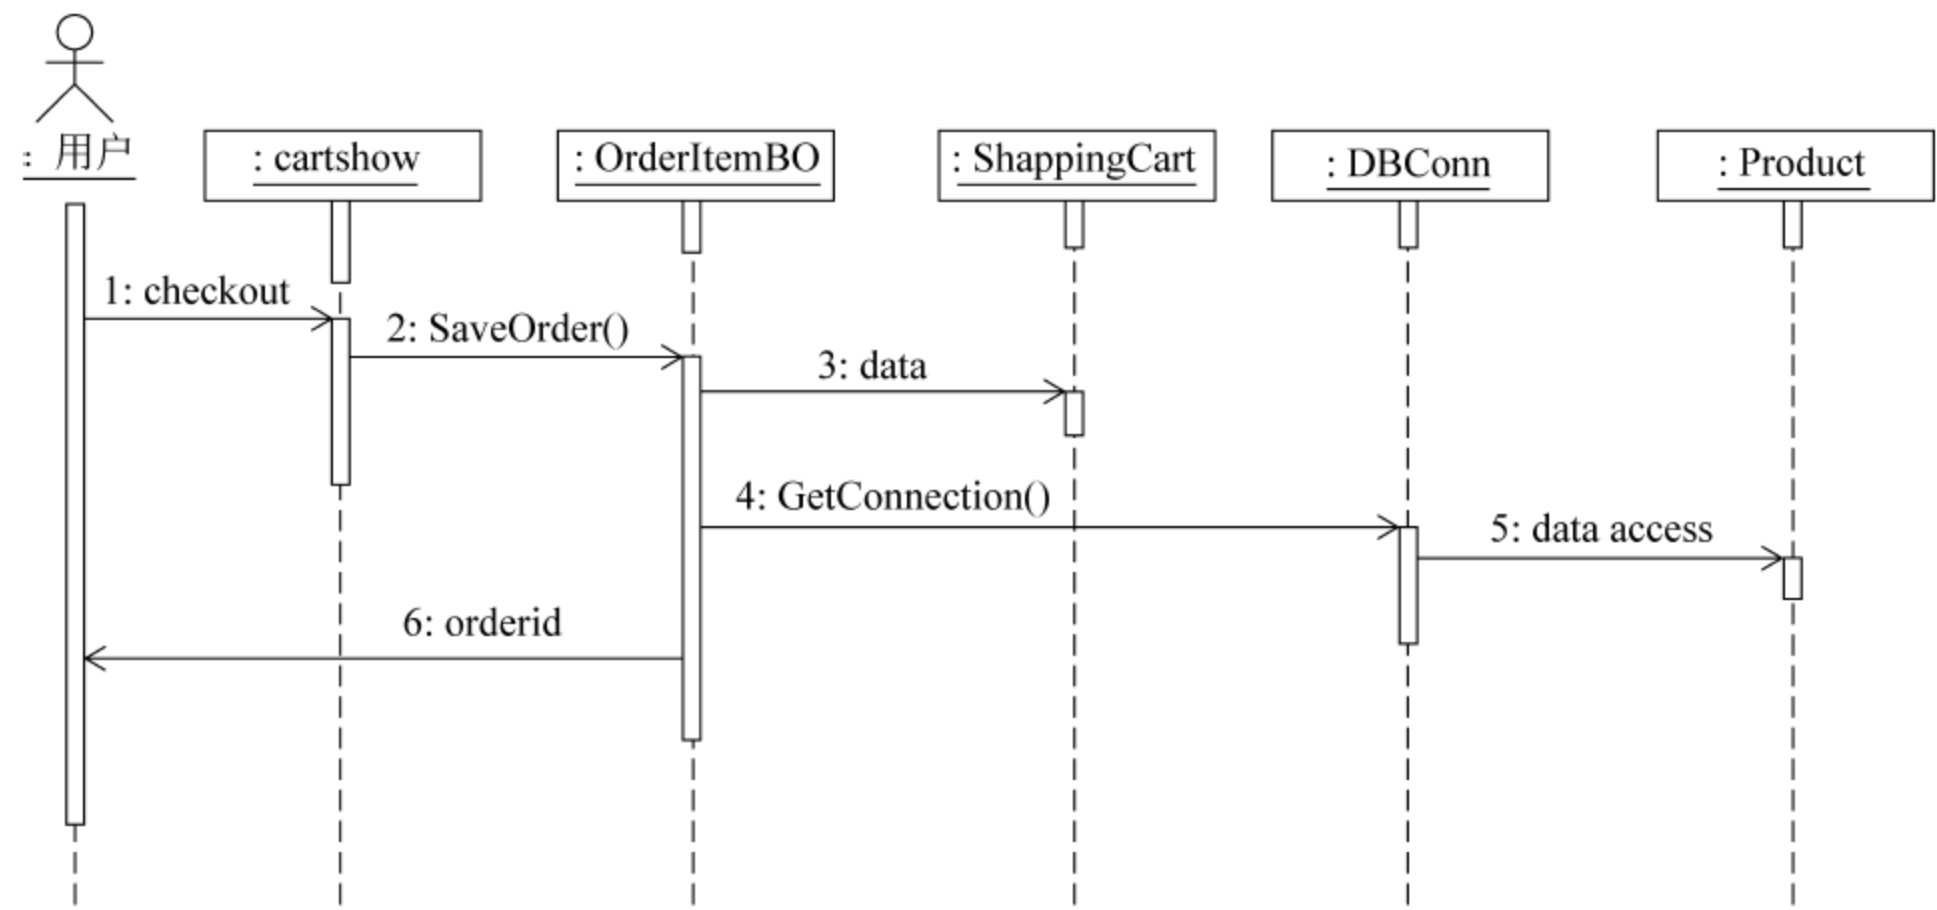 : 用户
: cartshow
: OrderItemBO
: ShappingCart
: DBConn
: Product
1: checkout
2: SaveOrder()
3: data
4: GetConnection()
5: data access
6: orderid